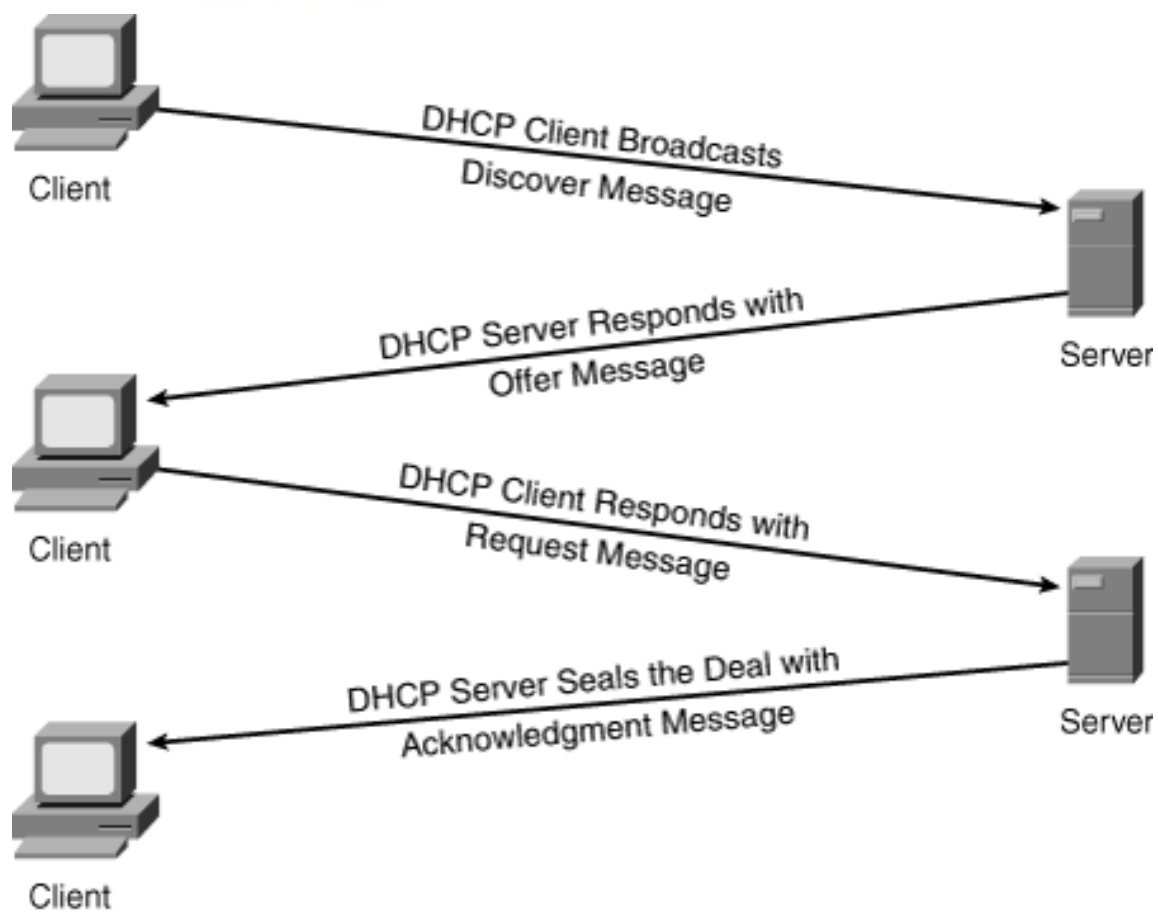 DHCP Client Broadcasts
Discover Message
Client
Server
DHCP Server Responds with
Offer Message
Client
DHCP Client Responds with
Request Message
Server
DHCP Server Seals the Deal with
Acknowledgment Message
Client